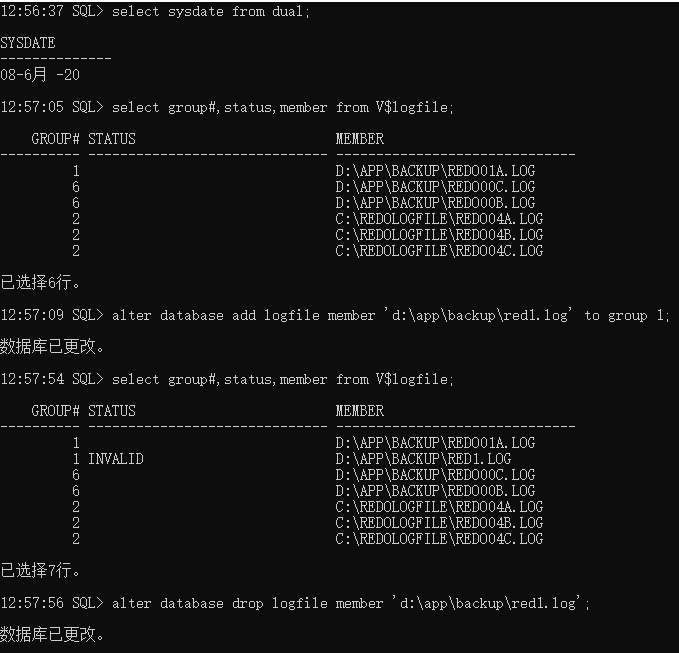 12:56:37 SQL> select sysdate from dual;
SYSDATE
--------------
08-6月 -20
12:57:05 SQL> select group#,status,member from V$logfile;
    GROUP# STATUS                         MEMBER
---------- ------------------------------ ------------------------------
         1                                D:\APP\BACKUP\REDO01A.LOG
         6                                D:\APP\BACKUP\REDO00C.LOG
         6                                D:\APP\BACKUP\REDO00B.LOG
         2                                C:\REDOLOGFILE\REDO04A.LOG
         2                                C:\REDOLOGFILE\REDO04B.LOG
         2                                C:\REDOLOGFILE\REDO04C.LOG
已选择6行。
12:57:09 SQL> alter database add logfile member 'd:\app\backup\red1.log' to group 1;
数据库已更改。
12:57:54 SQL> select group#,status,member from V$logfile;
    GROUP# STATUS                         MEMBER
---------- ------------------------------ ------------------------------
         1                                D:\APP\BACKUP\REDO01A.LOG
         1 INVALID                        D:\APP\BACKUP\RED1.LOG
         6                                D:\APP\BACKUP\REDO00C.LOG
         6                                D:\APP\BACKUP\REDO00B.LOG
         2                                C:\REDOLOGFILE\REDO04A.LOG
         2                                C:\REDOLOGFILE\REDO04B.LOG
         2                                C:\REDOLOGFILE\REDO04C.LOG
已选择7行。
12:57:56 SQL> alter database drop logfile member 'd:\app\backup\red1.log';
数据库已更改。